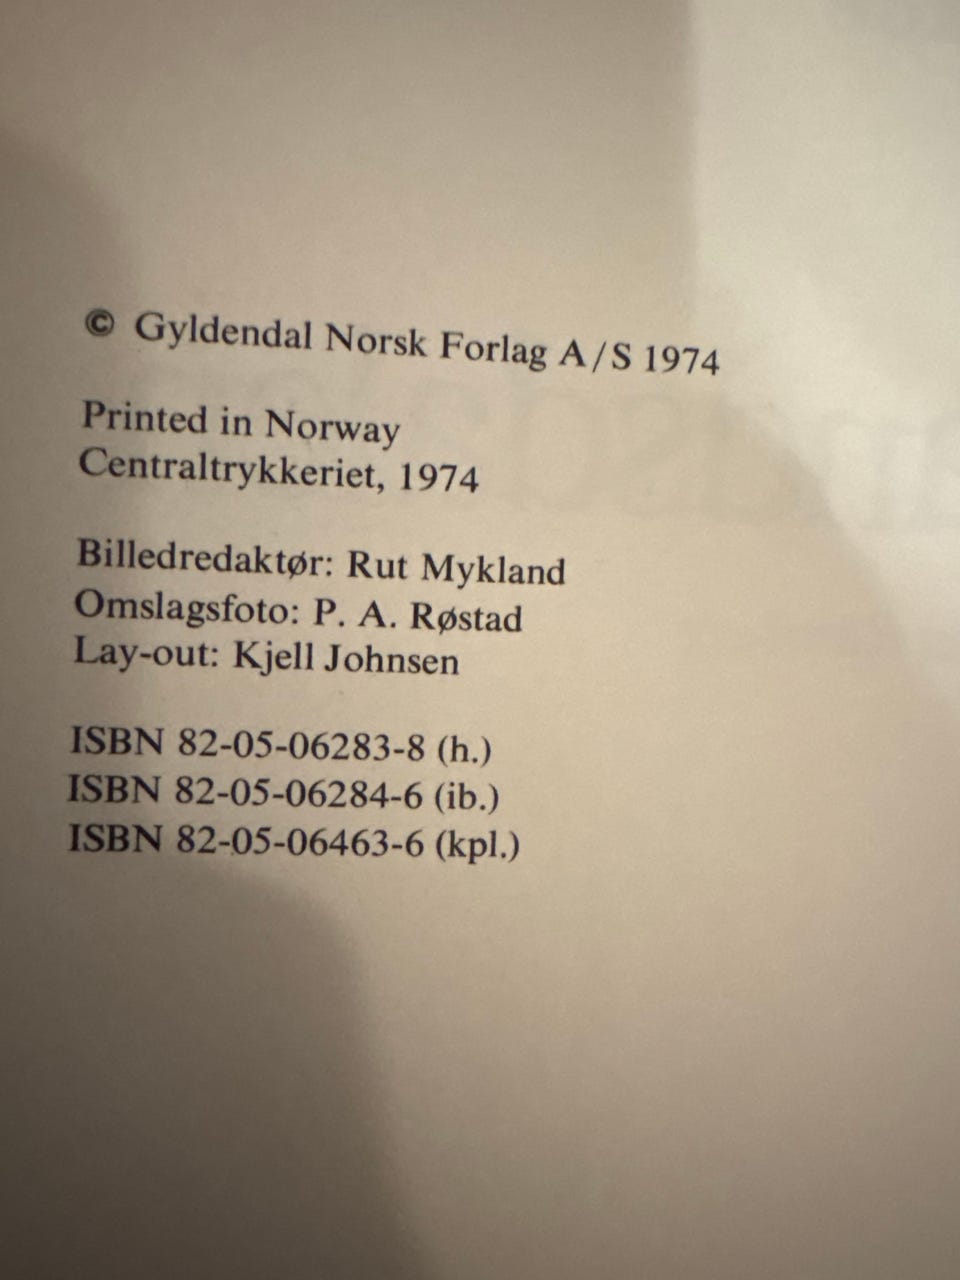 © Gyldendal Norsk Forlag A/S 1974
Printed in Norway
Centraltrykkeriet, 1974
Billedredaktør: Rut Mykland
Omslagsfoto: P. A. Røstad
Lay-out: Kjell Johnsen
ISBN 82-05-06283-8 (h.)
ISBN 82-05-06284-6 (ib.)
ISBN 82-05-06463-6 (kpl.)